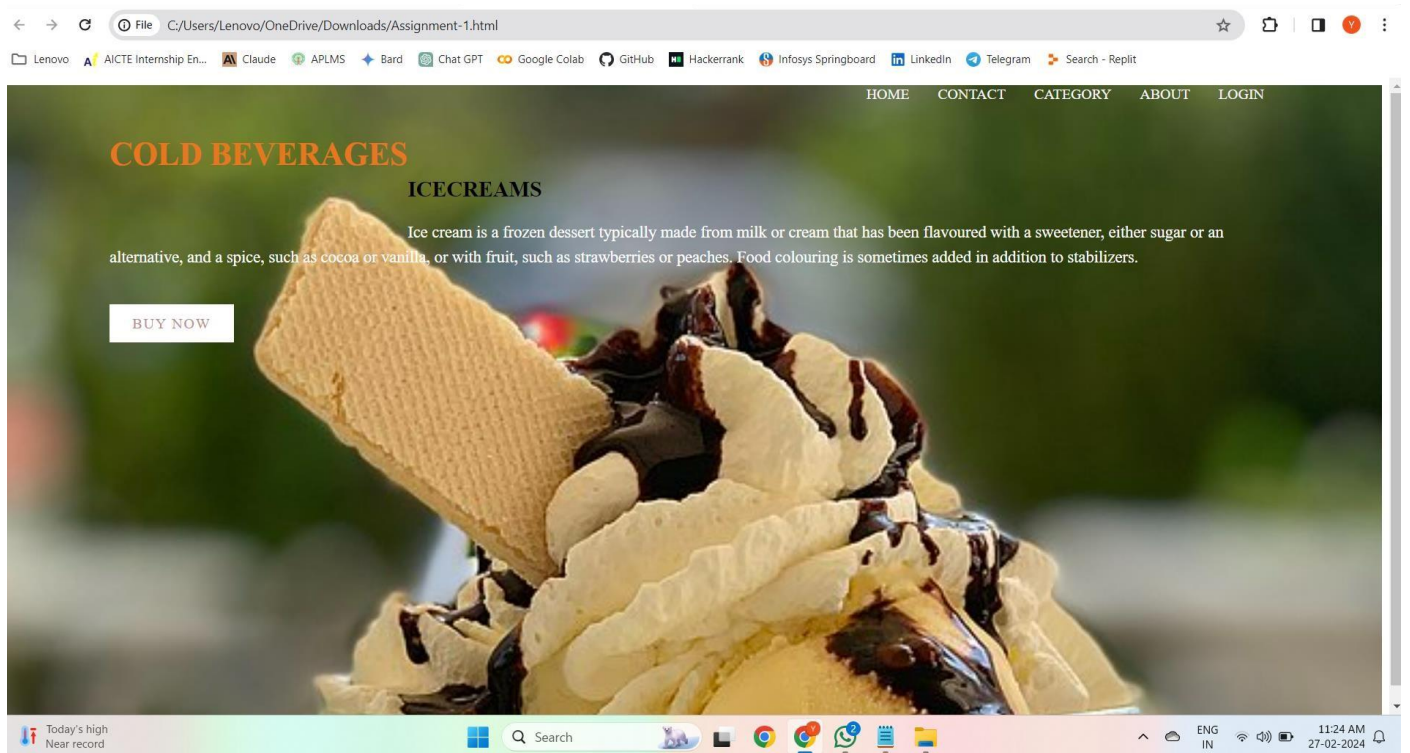 File C:/Users/Lenovo/OneDrive/Downloads/Assignment-1.html
Lenovo AICTE Internship En... Claude APLMS Bard Chat GPT Google Colab GitHub Hackerrank Infosys Springboard LinkedIn Telegram Search - Replit
HOME CONTACT CATEGORY ABOUT LOGIN
COLD BEVERAGES
ICECREAMS
Ice cream is a frozen dessert typically made from milk or cream that has been flavoured with a sweetener, either sugar or an
alternative, and a spice, such as cocoa or vanilla, or with fruit, such as strawberries or peaches. Food colouring is sometimes added in addition to stabilizers.
BUY NOW
Today's high
Near record
Search
2
ENG
IN
11:24 AM
27-02-2024